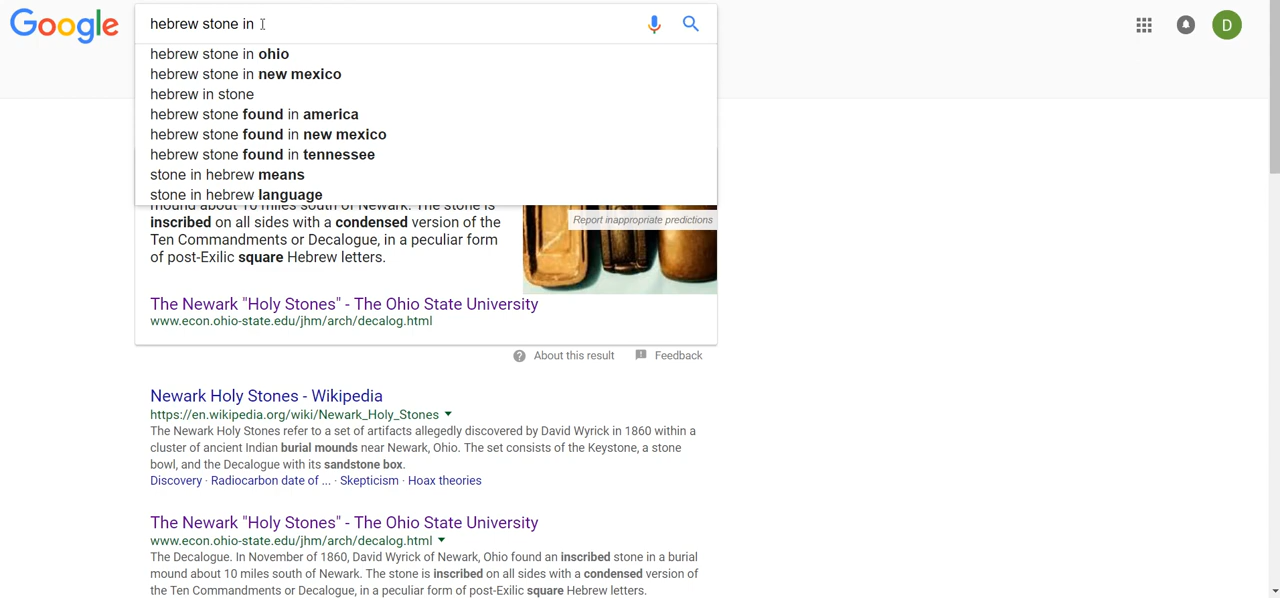 Google
hebrew stone in
D
hebrew stone in ohio
hebrew stone in new mexico
hebrew in stone
hebrew stone found in america
hebrew stone found in new mexico
hebrew stone found in tennessee
stone in hebrew means
stone in hebrew language
Report inappropriate predictions
mound about 10 miles south of Newark. The stone is
inscribed on all sides with a condensed version of the
Ten Commandments or Decalogue, in a peculiar form
of post-Exilic square Hebrew letters.
The Newark "Holy Stones" - The Ohio State University
www.econ.ohio-state.edu/jhm/arch/decalog.html
About this result Feedback
Newark Holy Stones - Wikipedia
https://en.wikipedia.org/wiki/Newark_Holy_Stones
The Newark Holy Stones refer to a set of artifacts allegedly discovered by David Wyrick in 1860 within a
cluster of ancient Indian burial mounds near Newark, Ohio. The set consists of the Keystone, a stone
bowl, and the Decalogue with its sandstone box.
Discovery · Radiocarbon date of ... · Skepticism · Hoax theories
The Newark "Holy Stones" - The Ohio State University
www.econ.ohio-state.edu/jhm/arch/decalog.html
The Decalogue. In November of 1860, David Wyrick of Newark, Ohio found an inscribed stone in a burial
mound about 10 miles south of Newark. The stone is inscribed on all sides with a condensed version of
the Ten Commandments or Decalogue, in a peculiar form of post-Exilic square Hebrew letters.